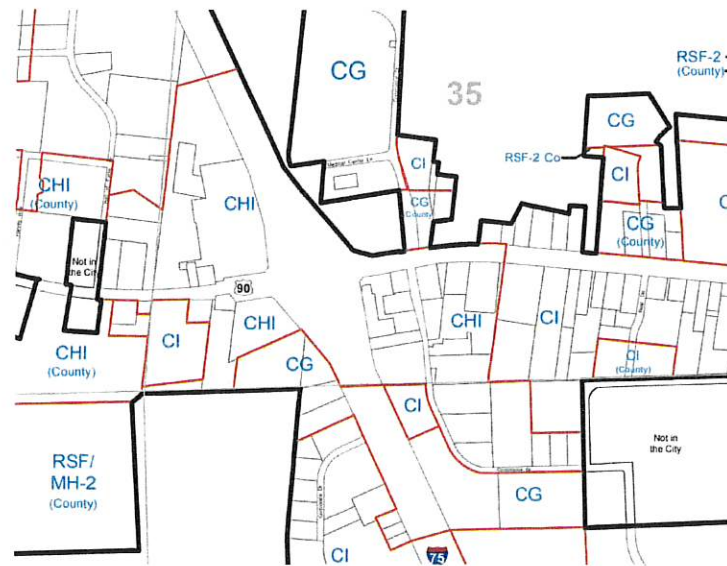 CG
35
RSF-2
(County)
CG
RSF-2 Co
CI
CI
CHI
(County)
CHI
CG
(County)
CG
(County)
C
Not in
the City
90
CHI
CI
CHI
CI
CHI
(County)
CG
CI
(County)
CI
RSF/
MH-2
(County)
Not in
the City
CG
CI
75